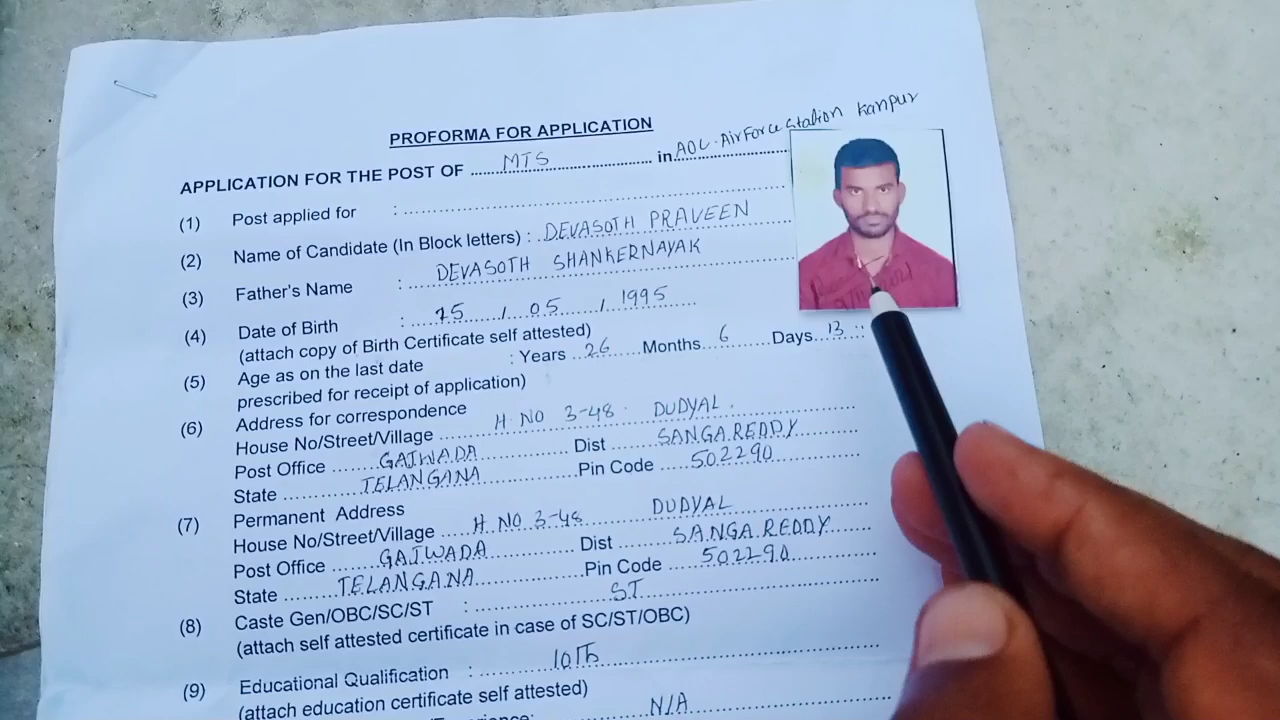 PROFORMA FOR APPLICATION
APPLICATION FOR THE POST OF ........ MTS ........ in AOC. AirForce Station Kanpur
(1) Post applied for : ........
(2) Name of Candidate (In Block letters) : DEVASOTH PRAVEEN
(3) Father's Name : DEVASOTH SHANKERNAYAK
(4) Date of Birth : 15 / 05 / 1995
(attach copy of Birth Certificate self attested)
(5) Age as on the last date : Years 26 Months 6 Days 13
prescribed for receipt of application)
(6) Address for correspondence
House No/Street/Village H. NO 3-48. DUDYAL.
Post Office GAJWADA Dist SANGAREDDY
State TELANGANA Pin Code 502290
(7) Permanent Address
House No/Street/Village H. NO 3-48 DUDYAL
Post Office GAJWADA Dist SANGAREDDY
State TELANGANA Pin Code 502290
(8) Caste Gen/OBC/SC/ST : ST
(attach self attested certificate in case of SC/ST/OBC)
(9) Educational Qualification : 10Th
(attach education certificate self attested)
N/A